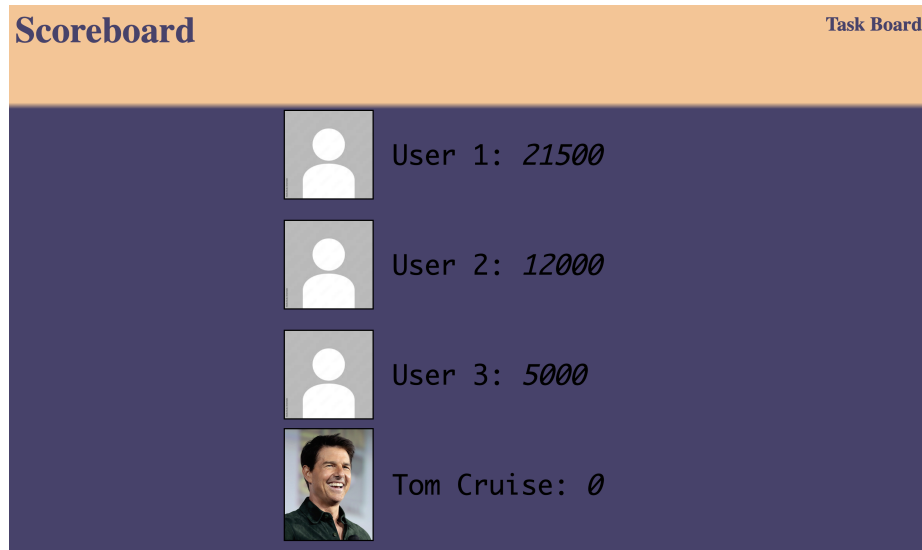 Scoreboard
Task Board
User 1: 21500
User 2: 12000
User 3: 5000
Tom Cruise: 0